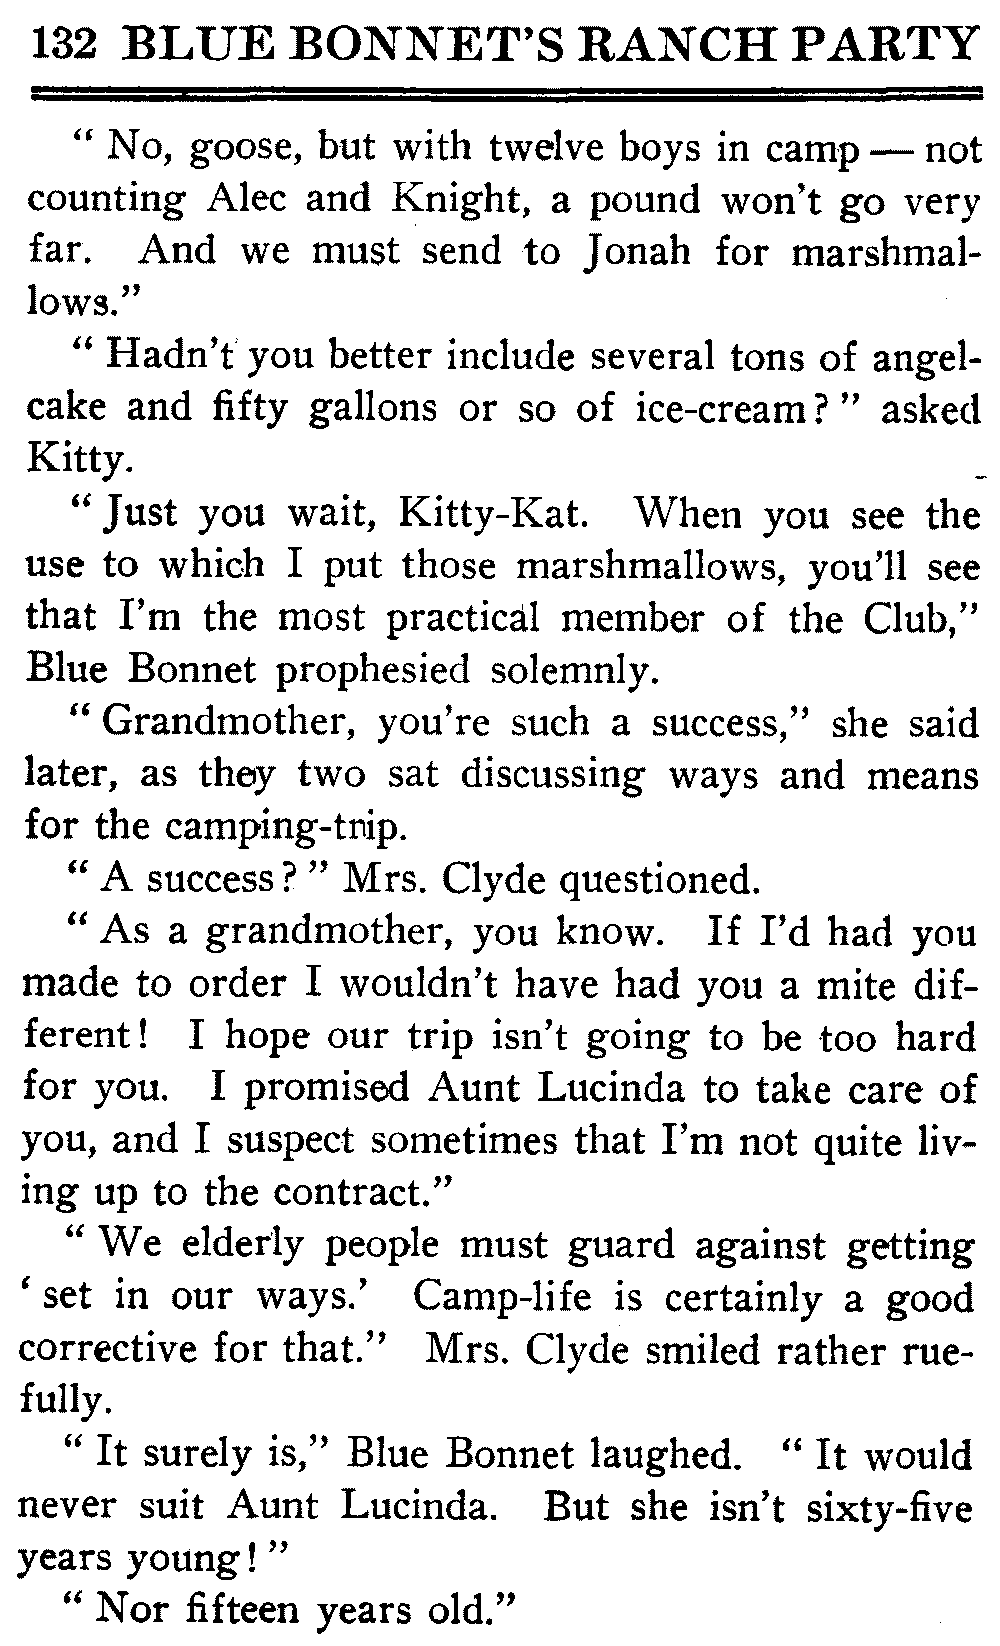 132 BLUE BONNET'S RANCH PARTY
" No, goose, but with twelve boys in camp — not
counting Alec and Knight, a pound won't go very
far. And we must send to Jonah for marshmal-
lows."
" Hadn't you better include several tons of angel-
cake and fifty gallons or so of ice-cream? " asked
Kitty.
" Just you wait, Kitty-Kat. When you see the
use to which I put those marshmallows, you'll see
that I'm the most practical member of the Club,"
Blue Bonnet prophesied solemnly.
" Grandmother, you're such a success," she said
later, as they two sat discussing ways and means
for the camping-trip.
" A success? " Mrs. Clyde questioned.
" As a grandmother, you know. If I'd had you
made to order I wouldn't have had you a mite dif-
ferent! I hope our trip isn't going to be too hard
for you. I promised Aunt Lucinda to take care of
you, and I suspect sometimes that I'm not quite liv-
ing up to the contract."
" We elderly people must guard against getting
' set in our ways.' Camp-life is certainly a good
corrective for that." Mrs. Clyde smiled rather rue-
fully.
" It surely is," Blue Bonnet laughed. " It would
never suit Aunt Lucinda. But she isn't sixty-five
years young! "
" Nor fifteen years old."